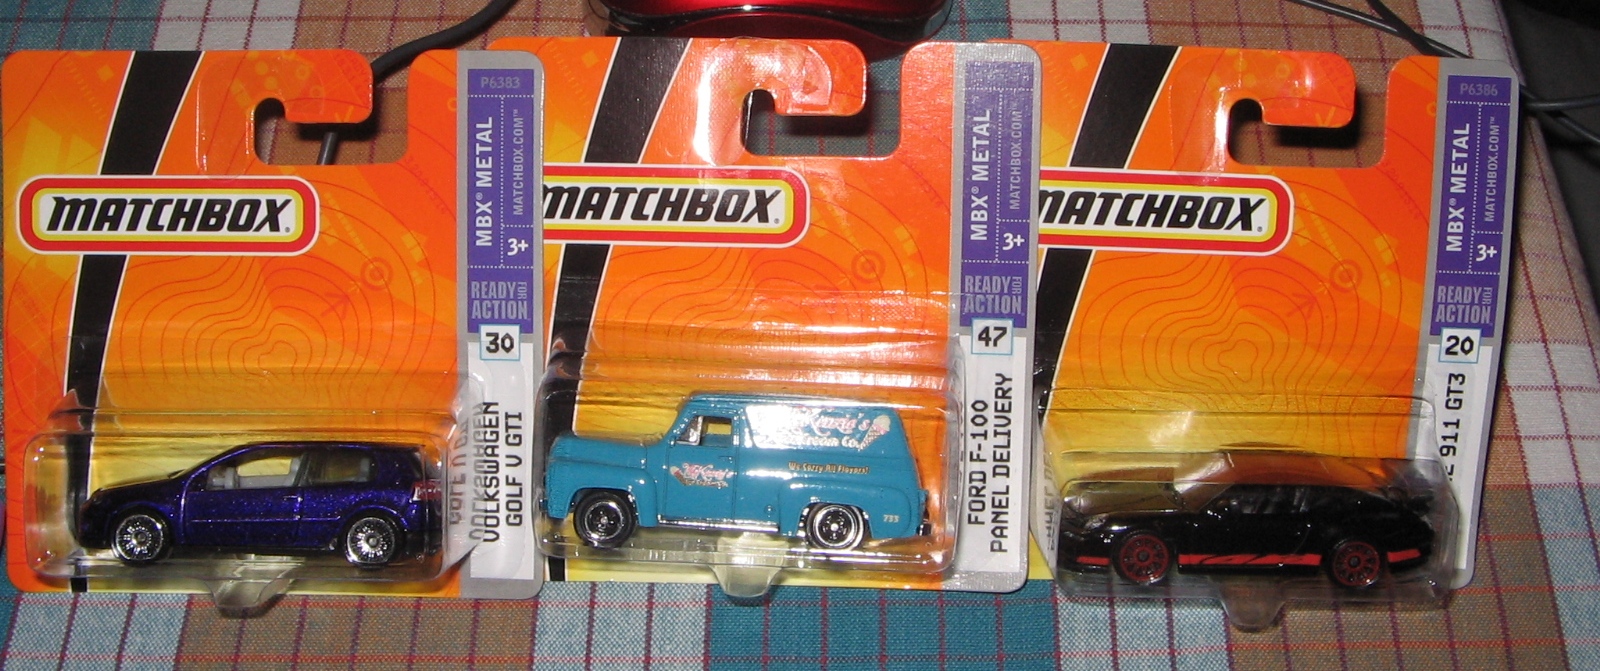 P6383
MBX® METAL
MATCHBOX.COM™
3+
READY FOR ACTION
30
VOLKSWAGEN
GOLF V GTI
MATCHBOX®
MBX® METAL
MATCHBOX.COM™
3+
READY FOR ACTION
47
FORD F-100
PANEL DELIVERY
MATCHBOX®
We Carry All Flavors!
733
P6386
MBX® METAL
MATCHBOX.COM™
3+
READY FOR ACTION
20
911 GT3
MATCHBOX®